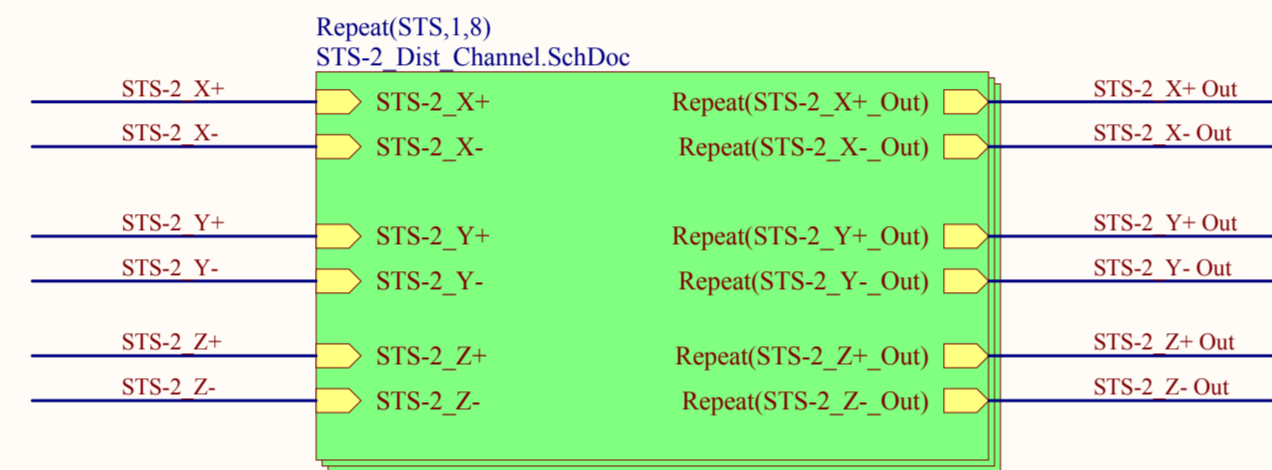 Repeat(STS,1,8)
STS-2_Dist_Channel.SchDoc
STS-2_X+ STS-2_X+ Repeat(STS-2_X+_Out) STS-2_X+ Out
STS-2_X- STS-2_X- Repeat(STS-2_X-_Out) STS-2_X- Out
STS-2_Y+ STS-2_Y+ Repeat(STS-2_Y+_Out) STS-2_Y+ Out
STS-2_Y- STS-2_Y- Repeat(STS-2_Y-_Out) STS-2_Y- Out
STS-2_Z+ STS-2_Z+ Repeat(STS-2_Z+_Out) STS-2_Z+ Out
STS-2_Z- STS-2_Z- Repeat(STS-2_Z-_Out) STS-2_Z- Out